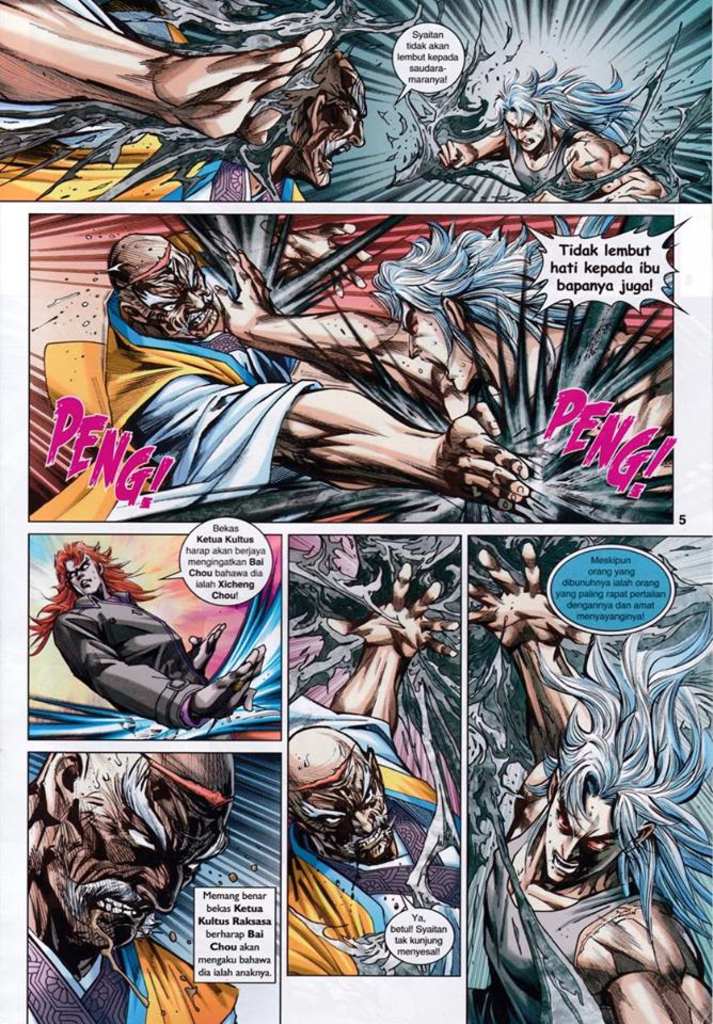 Syaitan
tidak akan
lembut kepada
saudara-
maranya!
Tidak lembut
hati kepada ibu
bapanya juga!
PENG!
PENG!
5
Bekas
Ketua Kultus
harap akan berjaya
mengingatkan Bai
Chou bahawa dia
ialah Xicheng
Chou!
Meskipun
orang yang
dibunuhnya ialah orang
yang paling rapat pertalian
dengannya dan amat
menyayanginya!
Memang benar
bekas Ketua
Kultus Raksasa
berharap Bai
Chou akan
mengaku bahawa
dia ialah anaknya.
Ya,
betul! Syaitan
tak kunjung
menyesal!